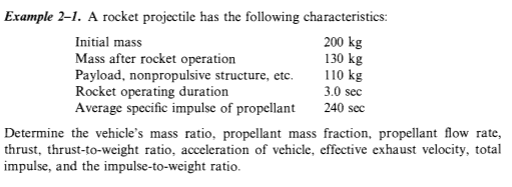 Example 2–1. A rocket projectile has the following characteristics:
Initial mass 200 kg
Mass after rocket operation 130 kg
Payload, nonpropulsive structure, etc. 110 kg
Rocket operating duration 3.0 sec
Average specific impulse of propellant 240 sec
Determine the vehicle's mass ratio, propellant mass fraction, propellant flow rate,
thrust, thrust-to-weight ratio, acceleration of vehicle, effective exhaust velocity, total
impulse, and the impulse-to-weight ratio.